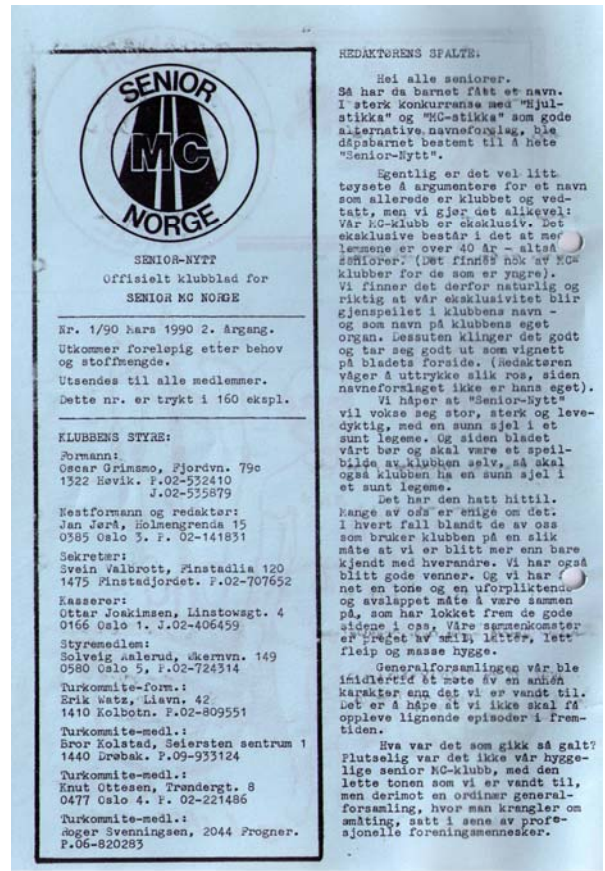 SENIOR
MC
NORGE
SENIOR-NYTT
Offisielt klubblad for
SENIOR MC NORGE
Nr. 1/90 Mars 1990 2. årgang.
Utkommer foreløpig etter behov
og stoffmengde.
Utsendes til alle medlemmer.
Dette nr. er trykt i 160 ekspl.
KLUBBENS STYRE:
Formann:
Oscar Grimsmo, Fjordvn. 79c
1322 Høvik. P.02-532410
J.02-535879
Nestformann og redaktør:
Jan Jørå, Holmengrenda 15
0385 Oslo 3. P. 02-141831
Sekretær:
Svein Valbrott, Finstadlia 120
1475 Finstadjordet. P.02-707652
Kasserer:
Ottar Joakimsen, Linstowsgt. 4
0166 Oslo 1. J.02-406459
Styremedlem:
Solveig Aalerud, Økernvn. 149
0580 Oslo 5, P.02-724314
Turkommite-form.:
Erik Watz, Liavn. 42
1410 Kolbotn. P.02-809551
Turkommite-medl.:
Bror Kolstad, Seiersten sentrum 1
1440 Drøbak. P.09-933124
Turkommite-medl.:
Knut Ottesen, Trøndergt. 8
0477 Oslo 4. P. 02-221486
Turkommite-medl.:
Roger Svenningsen, 2044 Frogner.
P.06-820283
REDAKTØRENS SPALTE:
Hei alle seniorer.
Så har da barnet fått et navn.
I sterk konkurranse med "Hjul-
stikka" og "MC-stikka" som gode
alternative navneforslag, ble
dåpsbarnet bestemt til å hete
"Senior-Nytt".
Egentlig er det vel litt
tøysete å argumentere for et navn
som allerede er klubbet og ved-
tatt, men vi gjør det alikevel:
Vår MC-klubb er eksklusiv. Det
eksklusive består i det at med
lemmene er over 40 år - altså
seniorer. (Det finnes nok av MC-
klubber for de som er yngre).
Vi finner det derfor naturlig og
riktig at vår eksklusivitet blir
gjenspeilet i klubbens navn -
og som navn på klubbens eget
organ. Dessuten klinger det godt
og tar seg godt ut som vignett
på bladets forside. (Redaktøren
våger å uttrykke slik ros, siden
navneforslaget ikke er hans eget).
Vi håper at "Senior-Nytt"
vil vokse seg stor, sterk og leve-
dyktig, med en sunn sjel i et
sunt legeme. Og siden bladet
vårt bør og skal være et speil-
bilde av klubben selv, så skal
også klubben ha en sunn sjel i
et sunt legeme.
Det har den hatt hittil.
Mange av oss er enige om det.
I hvert fall blandt de av oss
som bruker klubben på en slik
måte at vi er blitt mer enn bare
kjendt med hverandre. Vi har også
blitt gode venner. Og vi har
net en tone og en uforpliktende
og avslappet måte å være sammen
på, som har lokket frem de gode
sidene i oss. Våre sammenkomster
er preget av smil, latter, lett
fleip og masse hygge.
Generalforsamlingen vår ble
imidlertid et møte av en annen
karakter enn det vi er vandt til.
Det er å håpe at vi ikke skal få
oppleve lignende episoder i frem-
tiden.
Hva var det som gikk så galt?
Plutselig var det ikke vår hygge-
lige senior MC-klubb, med den
lette tonen som vi er vandt til,
men derimot en ordinær general-
forsamling, hvor man krangler om
småting, satt i sene av profe-
sjonelle foreningsmennesker.